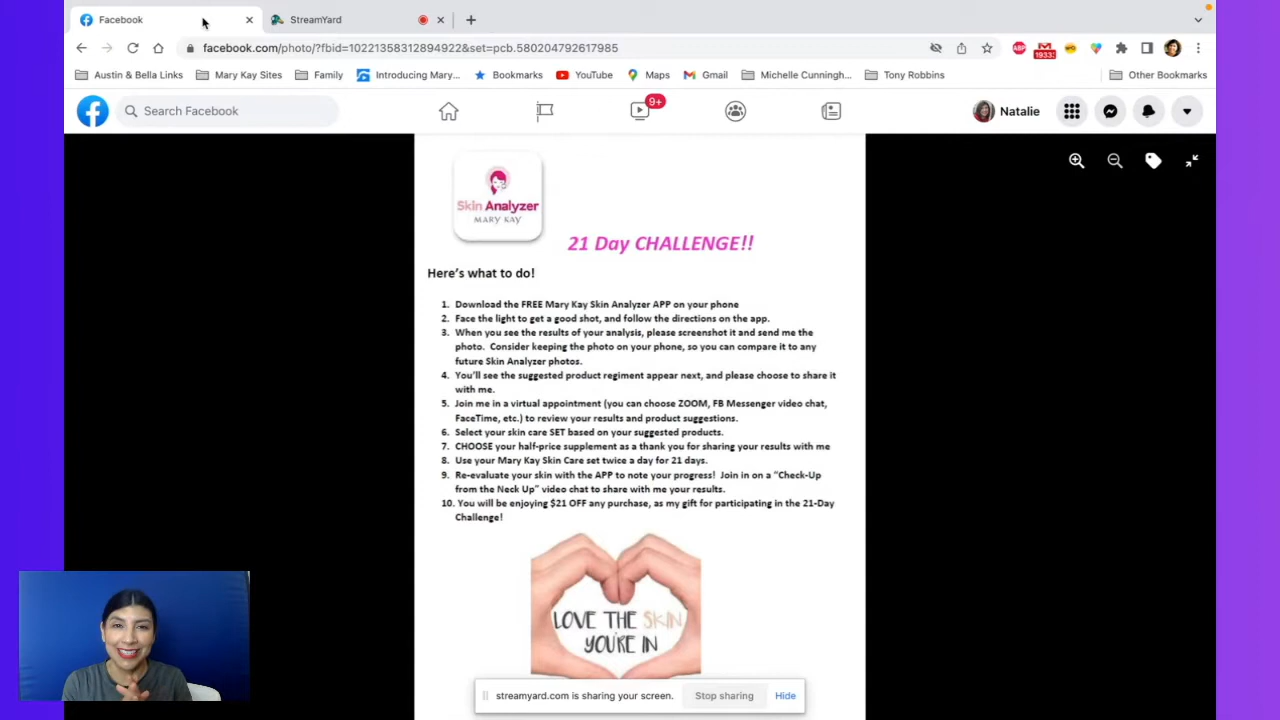 Facebook
StreamYard
facebook.com/photo/?fbid=10221358312894922&set=pcb.580204792617985
ABP
1933
Austin & Bella Links
Mary Kay Sites
Family
Introducing Mary...
Bookmarks
YouTube
Maps
Gmail
Michelle Cunningh...
Tony Robbins
Other Bookmarks
Search Facebook
9+
Natalie
Skin Analyzer
MARY KAY
21 Day CHALLENGE!!
Here's what to do!
1. Download the FREE Mary Kay Skin Analyzer APP on your phone
2. Face the light to get a good shot, and follow the directions on the app.
3. When you see the results of your analysis, please screenshot it and send me the
photo. Consider keeping the photo on your phone, so you can compare it to any
future Skin Analyzer photos.
4. You'll see the suggested product regiment appear next, and please choose to share it
with me.
5. Join me in a virtual appointment (you can choose ZOOM, FB Messenger video chat,
FaceTime, etc.) to review your results and product suggestions.
6. Select your skin care SET based on your suggested products.
7. CHOOSE your half-price supplement as a thank you for sharing your results with me
8. Use your Mary Kay Skin Care set twice a day for 21 days.
9. Re-evaluate your skin with the APP to note your progress! Join in on a "Check-Up
from the Neck Up" video chat to share with me your results.
10. You will be enjoying $21 OFF any purchase, as my gift for participating in the 21-Day
Challenge!
LOVE THE SKIN
YOU'RE IN
streamyard.com is sharing your screen.
Stop sharing
Hide